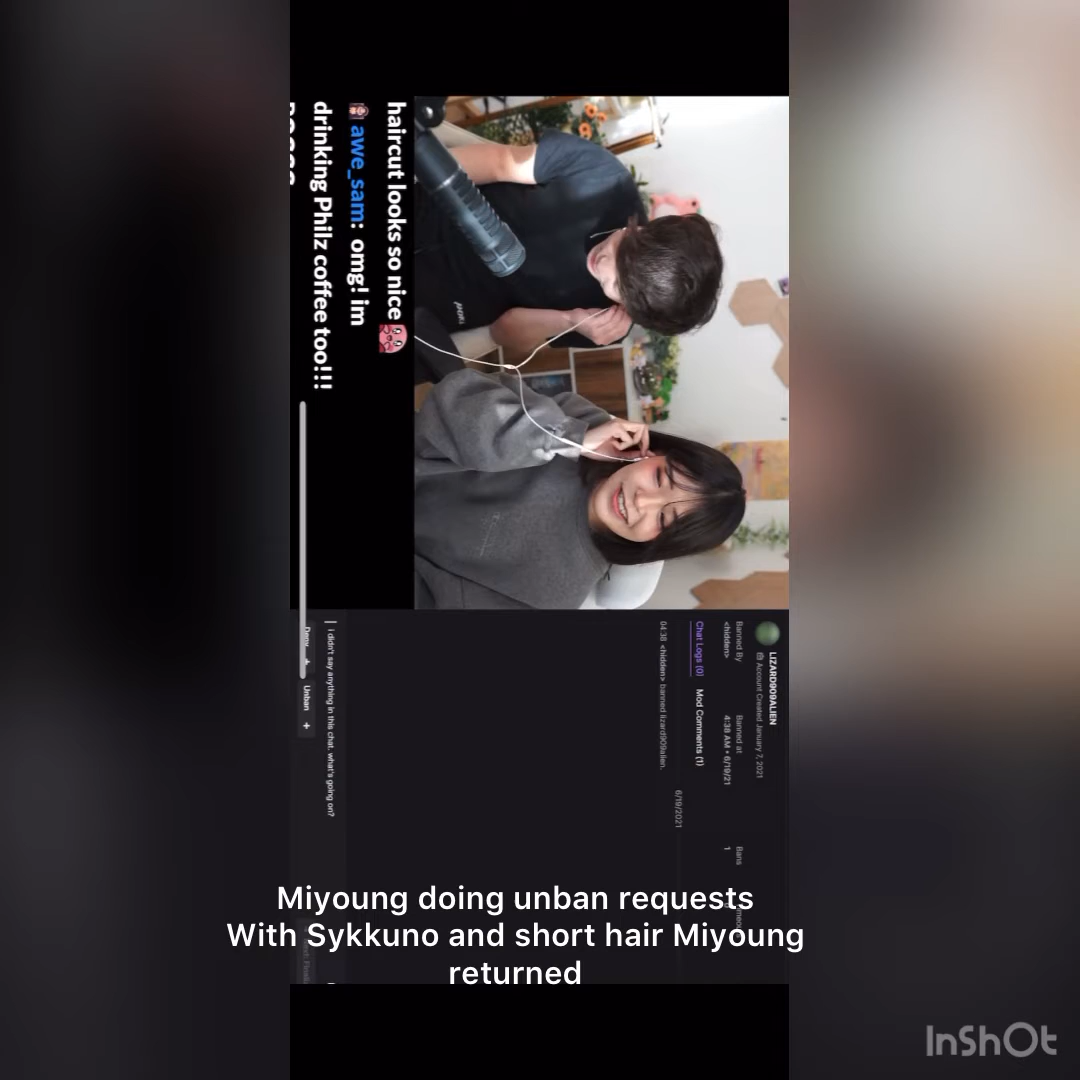 haircut looks so nice
awe_sam: omg! im
drinking Philz coffee too!!!
LIZARD909ALIEN
Account Created January 7, 2021
Banned By
<hidden>
Banned at
4:38 AM • 6/19/21
Bans
1
Chat Logs (0)
Mod Comments (1)
6/19/2021
04:38 <hidden> banned lizard909alien.
i didn't say anything in this chat. what's going on?
Deny
Unban
Miyoung doing unban requests
With Sykkuno and short hair Miyoung
returned
InShOt